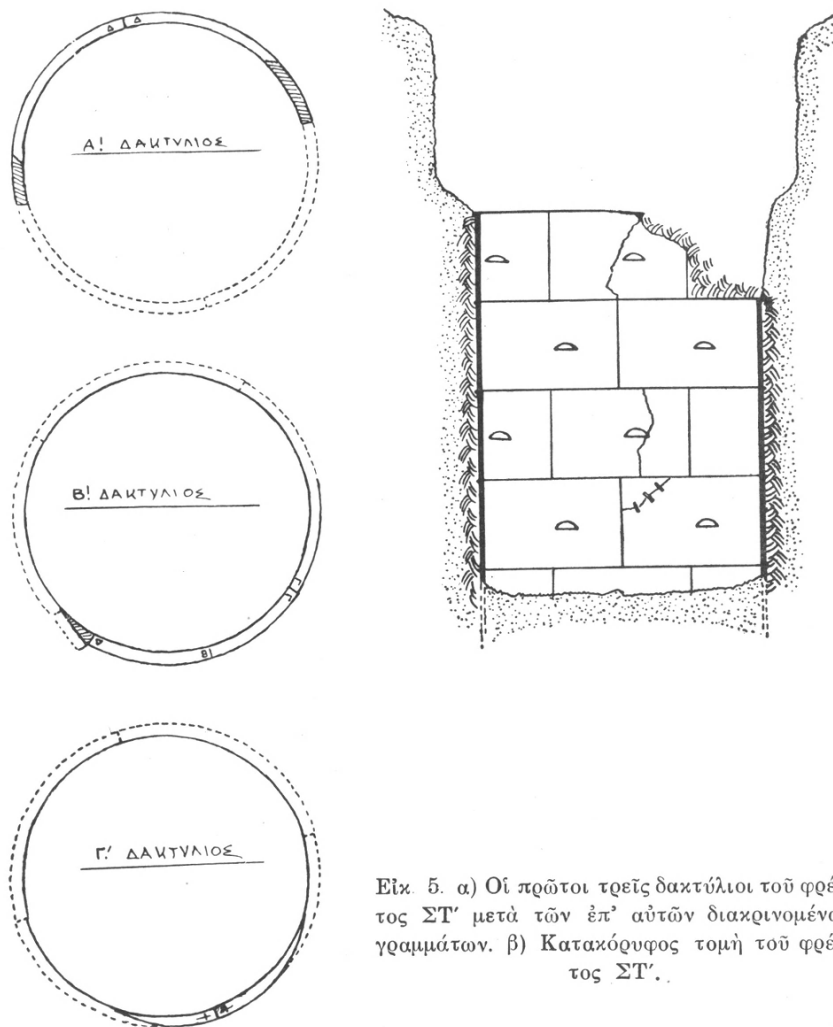 Δ Δ
Α! ΔΑΚΤΥΛΙΟΣ
Β! ΔΑΚΤΥΛΙΟΣ
Γ Γ
Δ
Β
Γ! ΔΑΚΤΥΛΙΟΣ
Εἰκ. 5. α) Οἱ πρῶτοι τρεῖς δακτύλιοι τοῦ φρέ
τος ΣΤ′ μετὰ τῶν ἐπ' αὐτῶν
γραμμάτων. β) Κατακόρυφος τομὴ τοῦ φρέ
τος ΣΤ′.